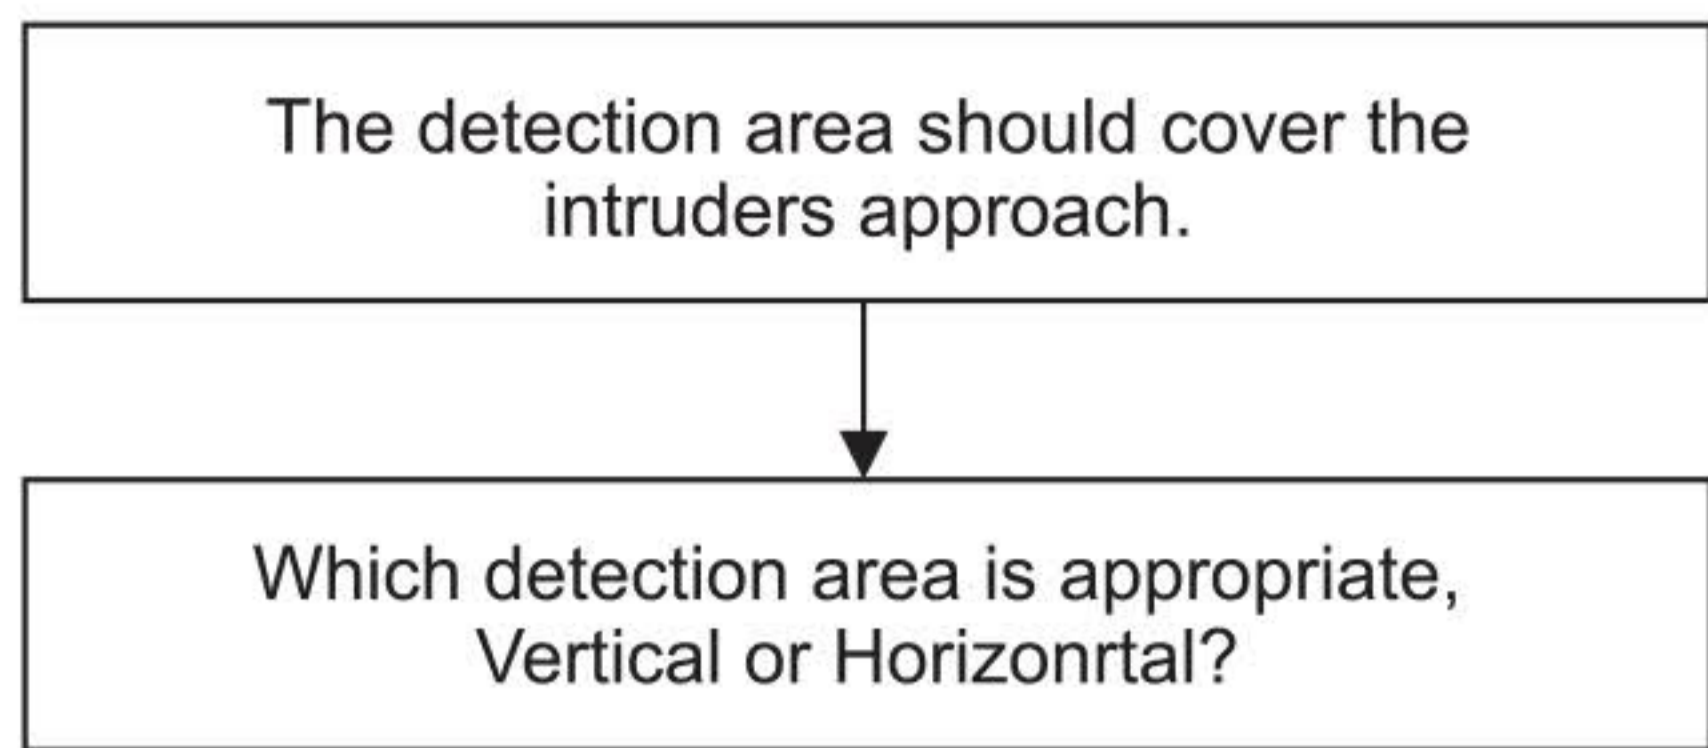 The detection area should cover the
intruders approach.
Which detection area is appropriate,
Vertical or Horizonrtal?